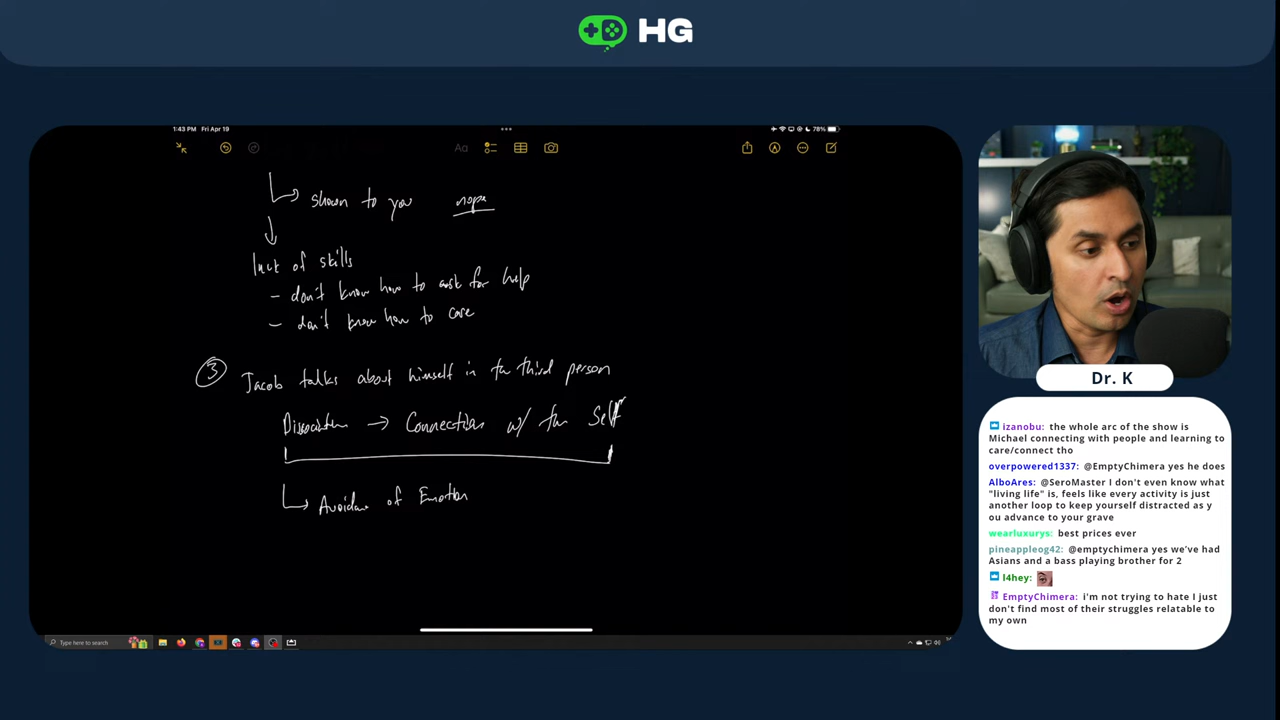 HG
1:43 PM Fri Apr 19
78%
Aa
shown to you nope
lack of skills
- don't know how to ask for help
- don't know how to care
3 Jacob talks about himself in the third person
Dissociation → Connection w/ the Self
Avoidance of Emotion
Type here to search
Dr. K
izanobu: the whole arc of the show is
Michael connecting with people and learning to
care/connect tho
overpowered1337: @EmptyChimera yes he does
AlboAres: @SeroMaster I don't even know what
"living life" is, feels like every activity is just
another loop to keep yourself distracted as y
ou advance to your grave
wearluxurys: best prices ever
pineappleog42: @emptychimera yes we've had
Asians and a bass playing brother for 2
l4hey:
EmptyChimera: i'm not trying to hate I just
don't find most of their struggles relatable to
my own